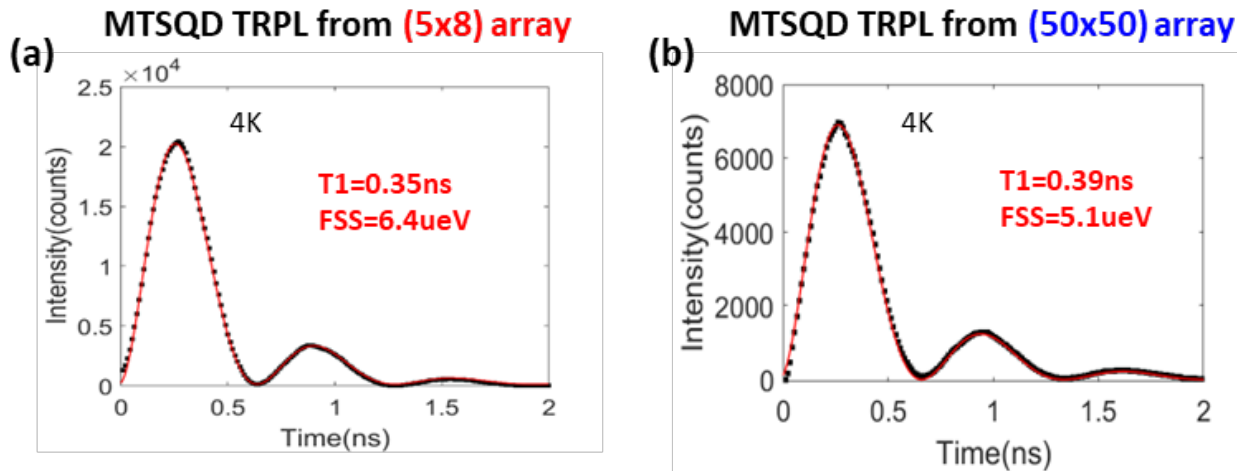 MTSQD TRPL from (5x8) array
(a)
×10⁴
2.5
2
1.5
1
0.5
0
Intensity(counts)
4K
T1=0.35ns
FSS=6.4ueV
0 0.5 1 1.5 2
Time(ns)
MTSQD TRPL from (50x50) array
(b)
8000
6000
4000
2000
0
Intensity(counts)
4K
T1=0.39ns
FSS=5.1ueV
0 0.5 1 1.5 2
Time(ns)